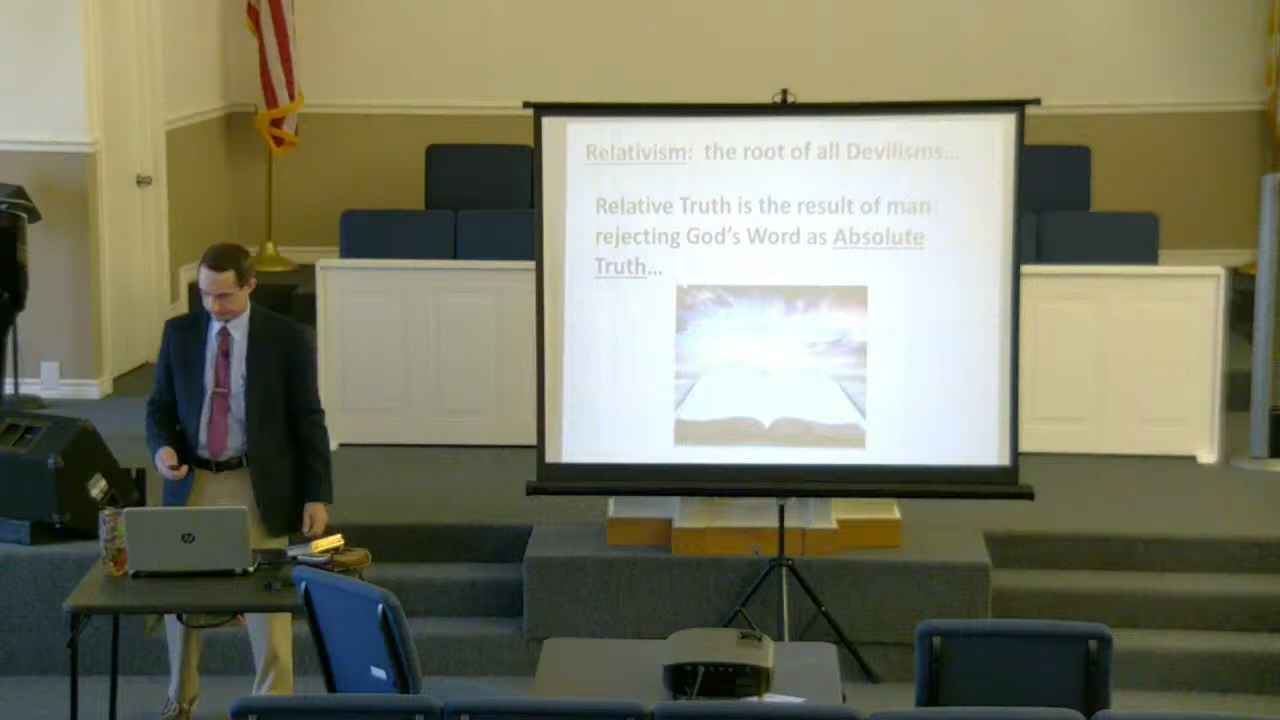 Relativism: the root of all Devilisms...
Relative Truth is the result of man
rejecting God's Word as Absolute
Truth...
hp